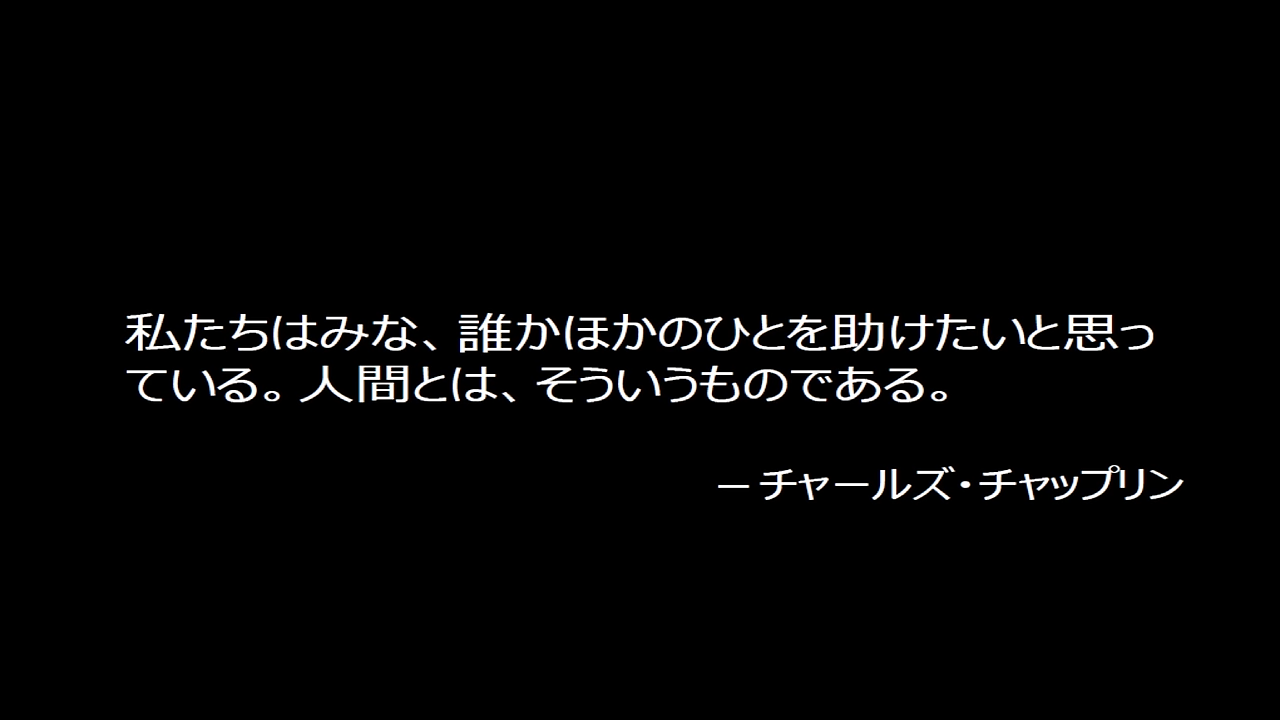 私たちはみな、誰かほかのひとを助けたいと思っ
ている。人間とは、そういうものである。
― チャールズ・チャップリン